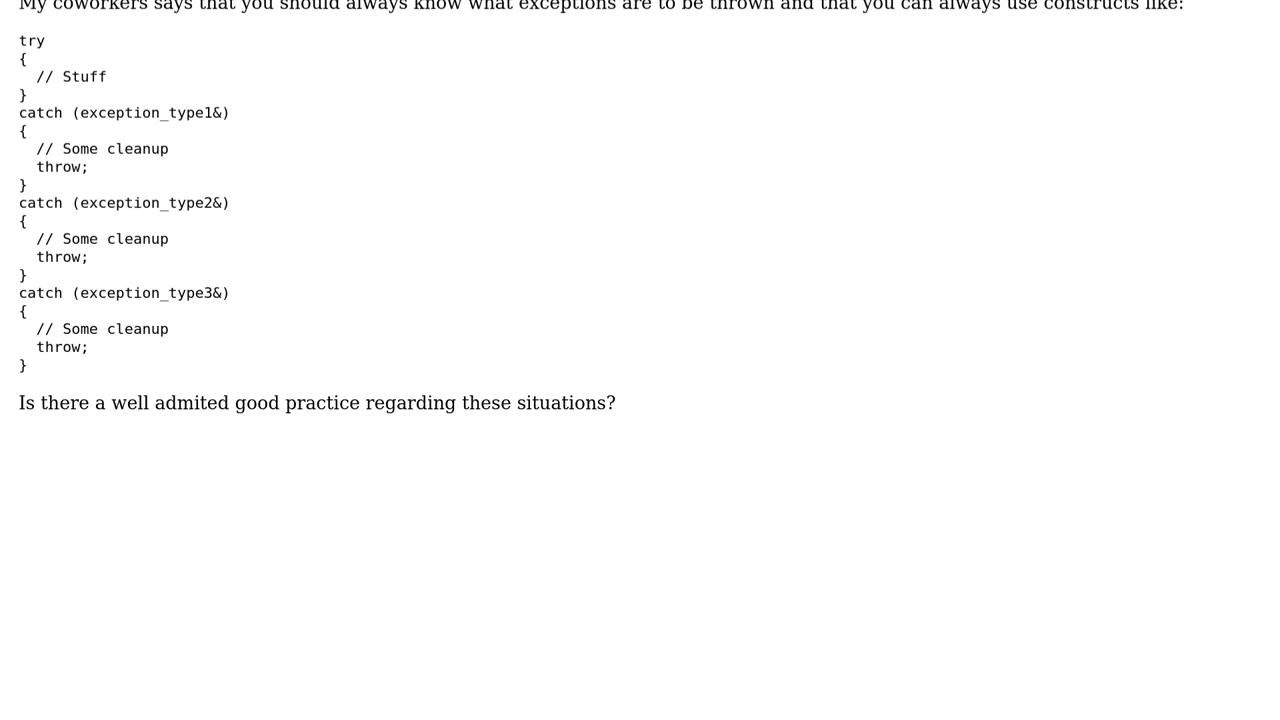 My coworkers says that you should always know what exceptions are to be thrown and that you can always use constructs like:
try
{
  // Stuff
}
catch (exception_type1&)
{
  // Some cleanup
  throw;
}
catch (exception_type2&)
{
  // Some cleanup
  throw;
}
catch (exception_type3&)
{
  // Some cleanup
  throw;
}
Is there a well admited good practice regarding these situations?